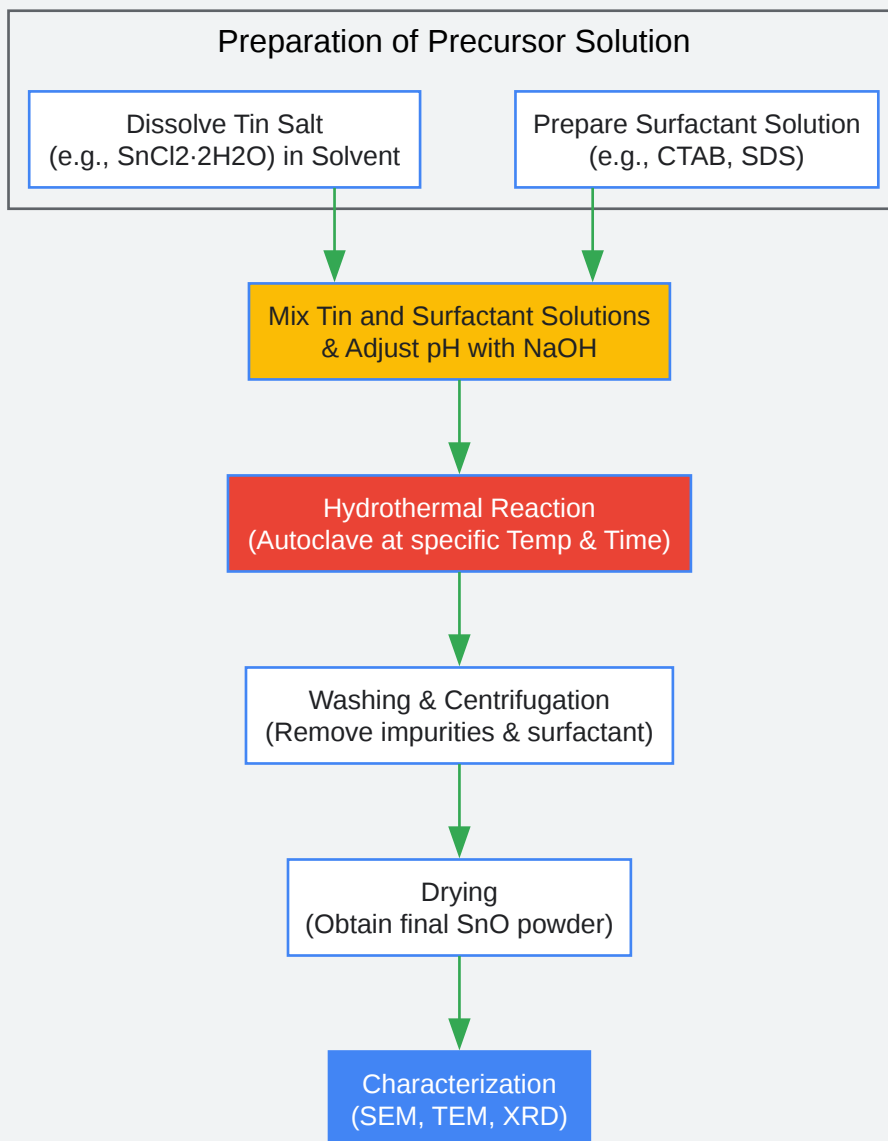 Preparation of Precursor Solution
Dissolve Tin Salt
(e.g., SnCl2·2H2O) in Solvent
Prepare Surfactant Solution
(e.g., CTAB, SDS)
Mix Tin and Surfactant Solutions
& Adjust pH with NaOH
Hydrothermal Reaction
(Autoclave at specific Temp & Time)
Washing & Centrifugation
(Remove impurities & surfactant)
Drying
(Obtain final SnO powder)
Characterization
(SEM, TEM, XRD)